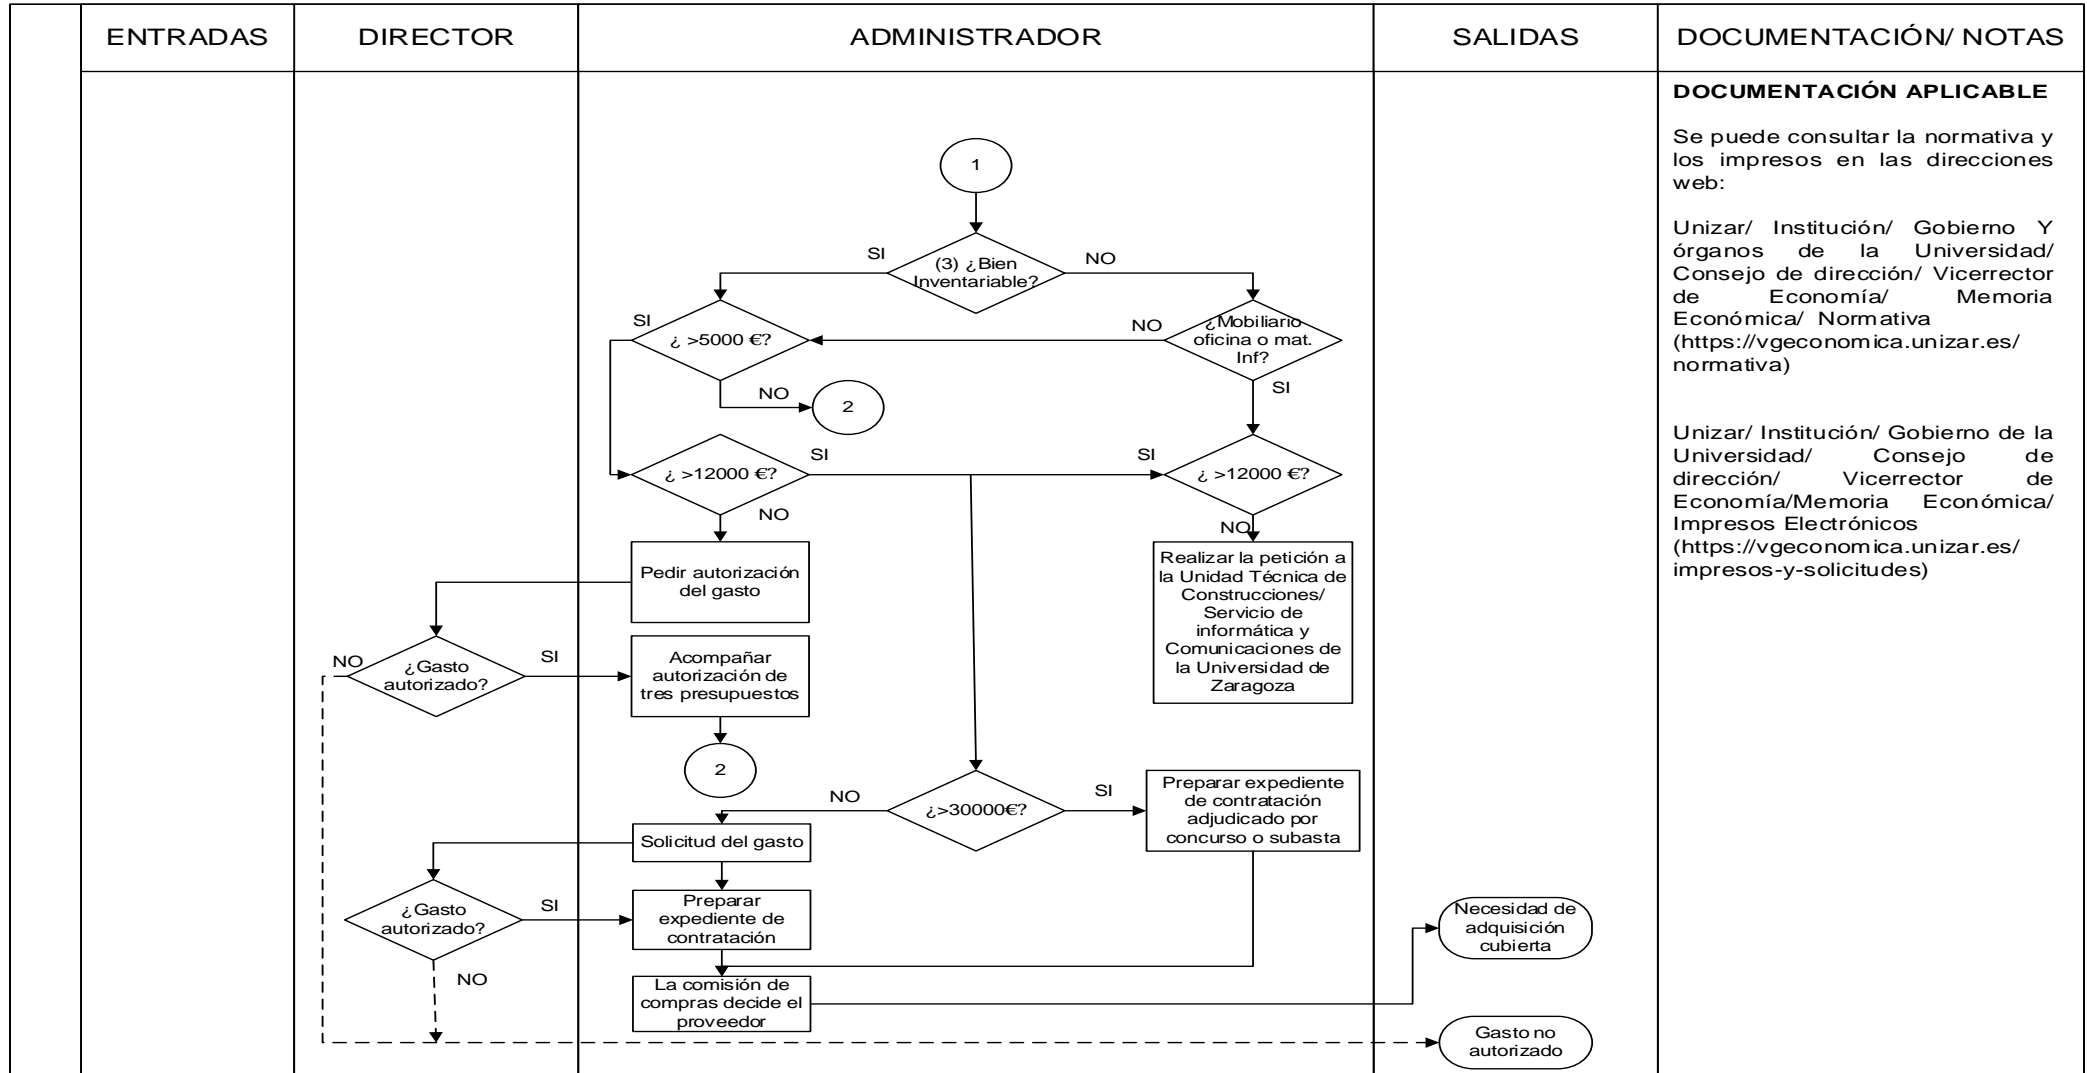 ENTRADAS
DIRECTOR
ADMINISTRADOR
SALIDAS
DOCUMENTACIÓN/ NOTAS
1
(3) ¿Bien
Inventariable?
SI
NO
¿ >5000 €?
SI
NO
2
¿Mobiliario
oficina o mat.
Inf?
NO
SI
¿ >12000 €?
SI
NO
¿ >12000 €?
SI
NO
Pedir autorización
del gasto
Realizar la petición a
la Unidad Técnica de
Construcciones/
Servicio de
informática y
Comunicaciones de
la Universidad de
Zaragoza
¿Gasto
autorizado?
NO
SI
Acompañar
autorización de
tres presupuestos
2
¿>30000€?
NO
SI
Preparar expediente
de contratación
adjudicado por
concurso o subasta
Solicitud del gasto
¿Gasto
autorizado?
SI
NO
Preparar
expediente de
contratación
La comisión de
compras decide el
proveedor
Necesidad de
adquisición
cubierta
Gasto no
autorizado
DOCUMENTACIÓN APLICABLE
Se puede consultar la normativa y
los impresos en las direcciones
web:
Unizar/ Institución/ Gobierno Y
órganos de la Universidad/
Consejo de dirección/ Vicerrector
de Economía/ Memoria
Económica/ Normativa
(https://vgeconomica.unizar.es/
normativa)
Unizar/ Institución/ Gobierno de la
Universidad/ Consejo de
dirección/ Vicerrector de
Economía/Memoria Económica/
Impresos Electrónicos
(https://vgeconomica.unizar.es/
impresos-y-solicitudes)